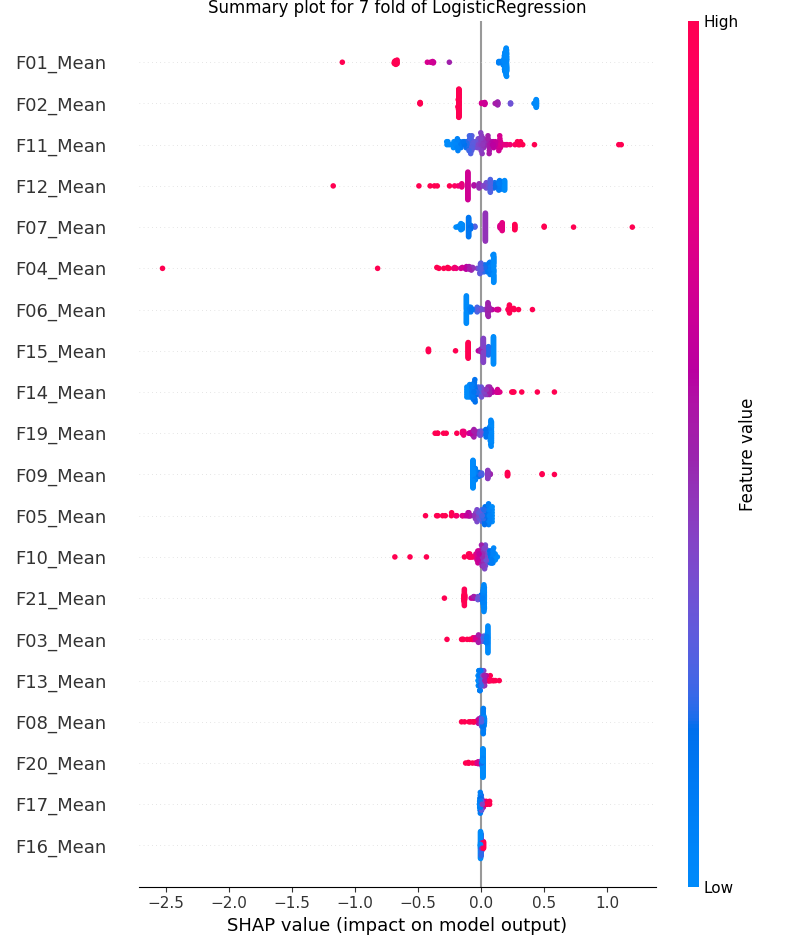 Summary plot for 7 fold of LogisticRegression
High
F01_Mean
F02_Mean
F11_Mean
F12_Mean
F07_Mean
F04_Mean
F06_Mean
F15_Mean
F14_Mean
F19_Mean
F09_Mean
F05_Mean
F10_Mean
F21_Mean
F03_Mean
F13_Mean
F08_Mean
F20_Mean
F17_Mean
F16_Mean
Feature value
Low
−2.5 −2.0 −1.5 −1.0 −0.5 0.0 0.5 1.0
SHAP value (impact on model output)